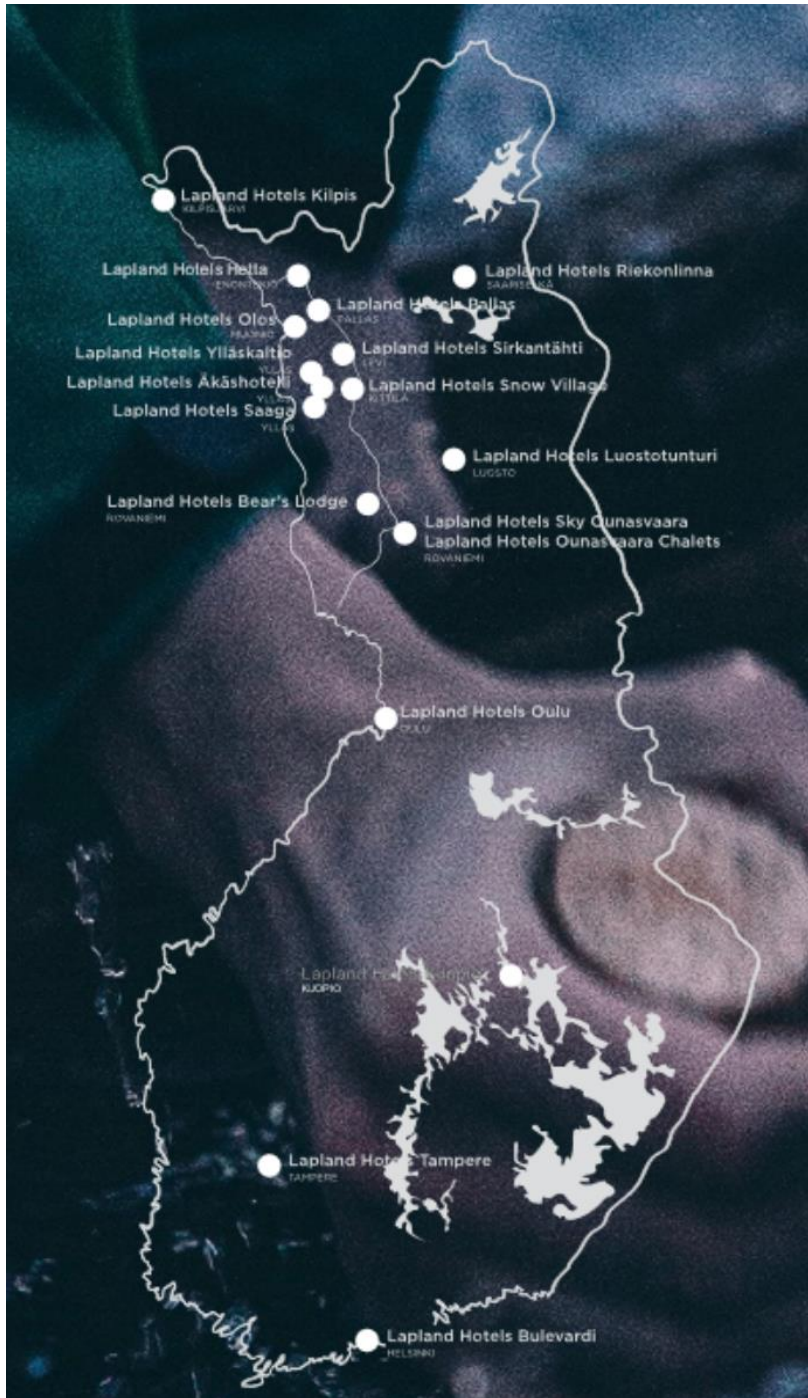 Lapland Hotels Kilpis
KILPISJÄRVI
Lapland Hotels Hetta
ENONTEKIÖ
Lapland Hotels Riekonlinna
SAARISELKÄ
Lapland Hotels Pallas
PALLAS
Lapland Hotels Olos
MUONIO
Lapland Hotels Sirkantähti
LEVI
Lapland Hotels Ylläskaltio
YLLÄS
Lapland Hotels Äkäshotelli
YLLÄS
Lapland Hotels Snow Village
KITTILÄ
Lapland Hotels Saaga
YLLÄS
Lapland Hotels Luostotunturi
LUOSTO
Lapland Hotels Bear's Lodge
ROVANIEMI
Lapland Hotels Sky Ounasvaara
Lapland Hotels Ounasvaara Chalets
ROVANIEMI
Lapland Hotels Oulu
OULU
Lapland Hotels Kuopio
KUOPIO
Lapland Hotels Tampere
TAMPERE
Lapland Hotels Bulevardi
HELSINKI